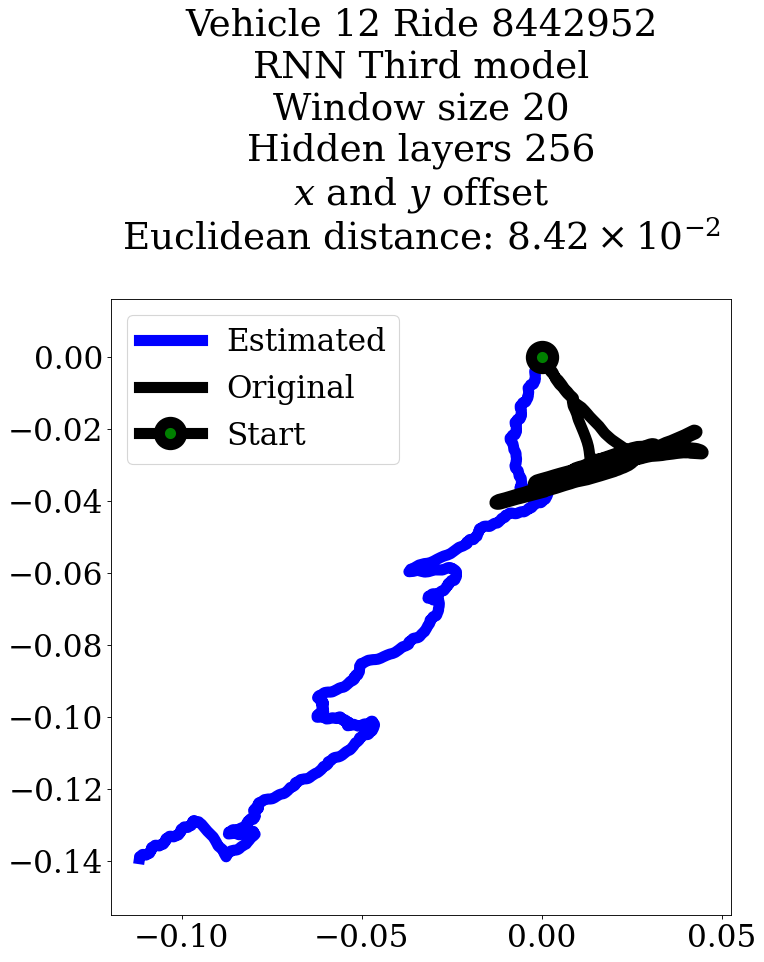 Vehicle 12 Ride 8442952
RNN Third model
Window size 20
Hidden layers 256
x and y offset
Euclidean distance: 8.42 × 10⁻²
Estimated
Original
Start
0.00
−0.02
−0.04
−0.06
−0.08
−0.10
−0.12
−0.14
−0.10
−0.05
0.00
0.05